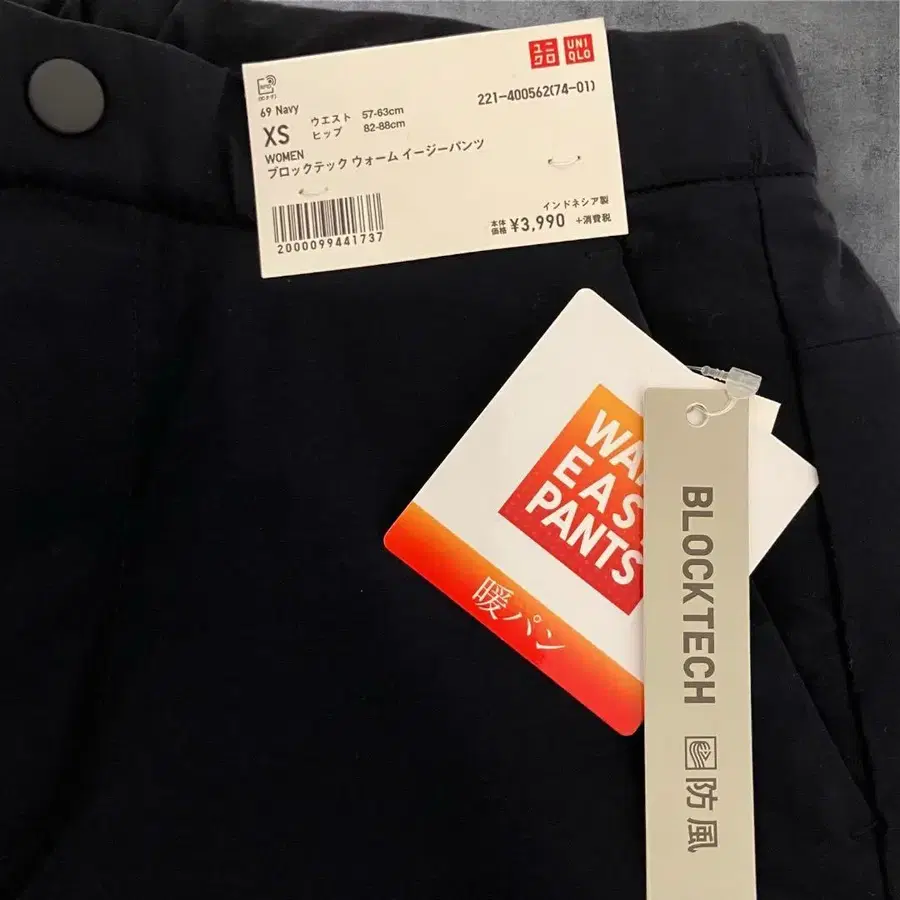 ユニ
クロ
UNI
QLO
221-400562(74-01)
69 Navy
XS
ウエスト 57-63cm
ヒップ 82-88cm
WOMEN
ブロックテック ウォーム イージーパンツ
2000099441737
インドネシア製
本体
価格 ¥3,990 +消費税
EAS
PANTS
暖パン
BLOCKTECH
防風